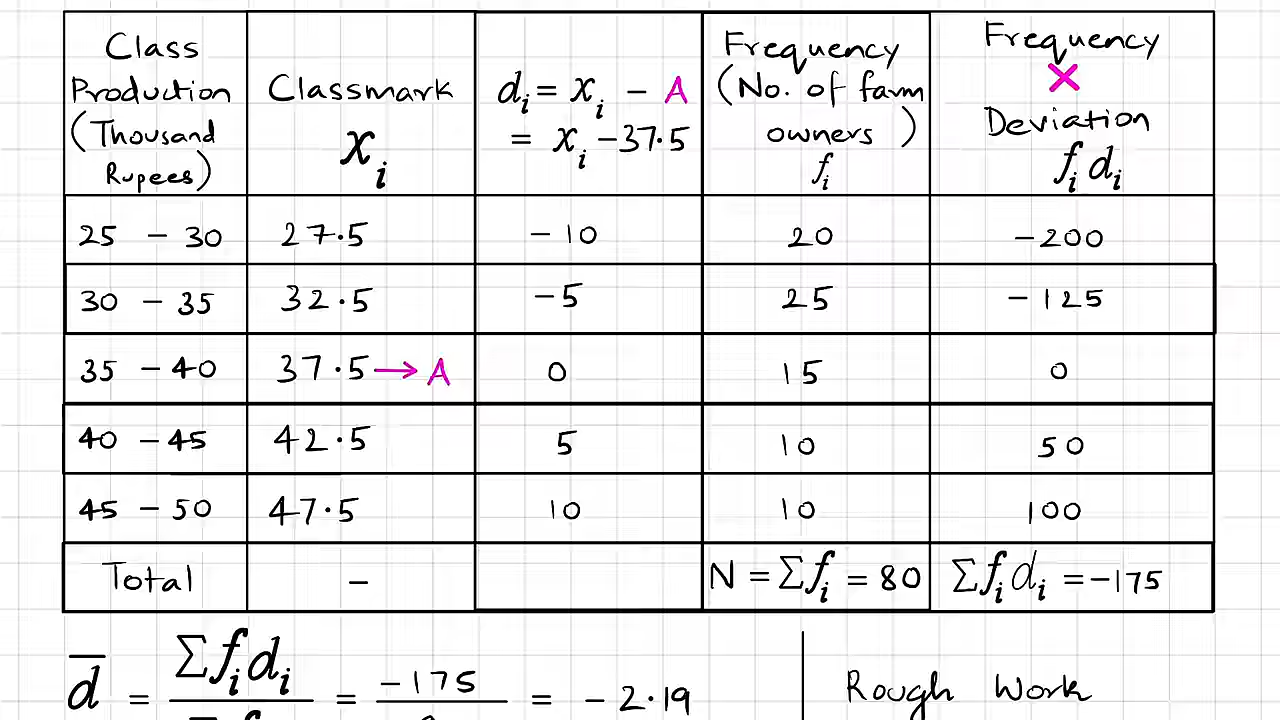 Class Production (Thousand Rupees) | Classmark xᵢ | dᵢ = xᵢ − A = xᵢ − 37.5 | Frequency (No. of farm owners) fᵢ | Frequency × Deviation fᵢdᵢ
25 − 30 | 27.5 | −10 | 20 | −200
30 − 35 | 32.5 | −5 | 25 | −125
35 − 40 | 37.5 → A | 0 | 15 | 0
40 − 45 | 42.5 | 5 | 10 | 50
45 − 50 | 47.5 | 10 | 10 | 100
Total | − | | N = Σfᵢ = 80 | Σfᵢdᵢ = −175
d̅ = Σfᵢdᵢ = −175 = −2.19
Rough Work